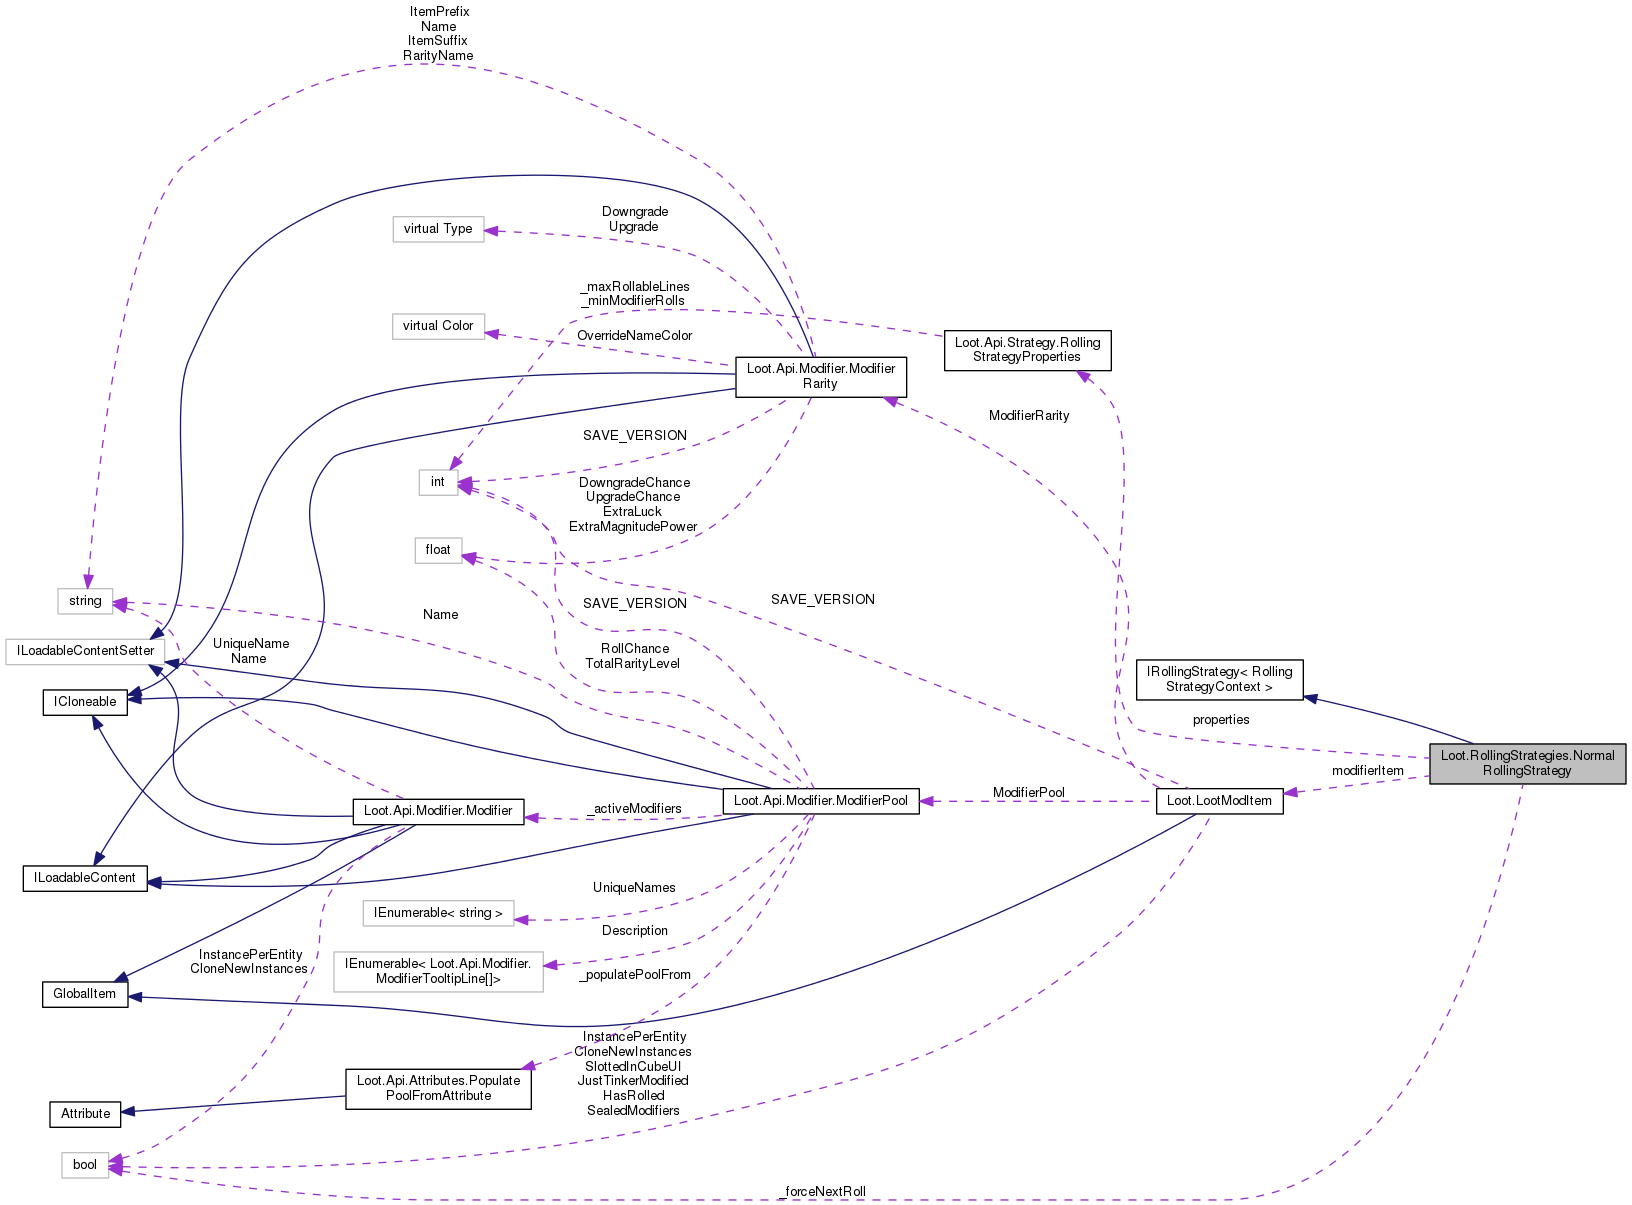 ItemPrefix
Name
ItemSuffix
RarityName
virtual Type
Downgrade
Upgrade
_maxRollableLines
_minModifierRolls
virtual Color
OverrideNameColor
Loot.Api.Strategy.Rolling
StrategyProperties
Loot.Api.Modifier.Modifier
Rarity
ModifierRarity
SAVE_VERSION
int
DowngradeChance
UpgradeChance
ExtraLuck
ExtraMagnitudePower
float
string
Name
SAVE_VERSION
SAVE_VERSION
ILoadableContentSetter
UniqueName
Name
RollChance
TotalRarityLevel
IRollingStrategy< Rolling
StrategyContext >
ICloneable
properties
Loot.RollingStrategies.Normal
RollingStrategy
modifierItem
Loot.Api.Modifier.Modifier
_activeModifiers
Loot.Api.Modifier.ModifierPool
ModifierPool
Loot.LootModItem
ILoadableContent
UniqueNames
IEnumerable< string >
Description
IEnumerable< Loot.Api.Modifier.
ModifierTooltipLine[]>
InstancePerEntity
CloneNewInstances
_populatePoolFrom
GlobalItem
InstancePerEntity
CloneNewInstances
SlottedInCubeUI
JustTinkerModified
HasRolled
SealedModifiers
Loot.Api.Attributes.Populate
PoolFromAttribute
Attribute
bool
_forceNextRoll